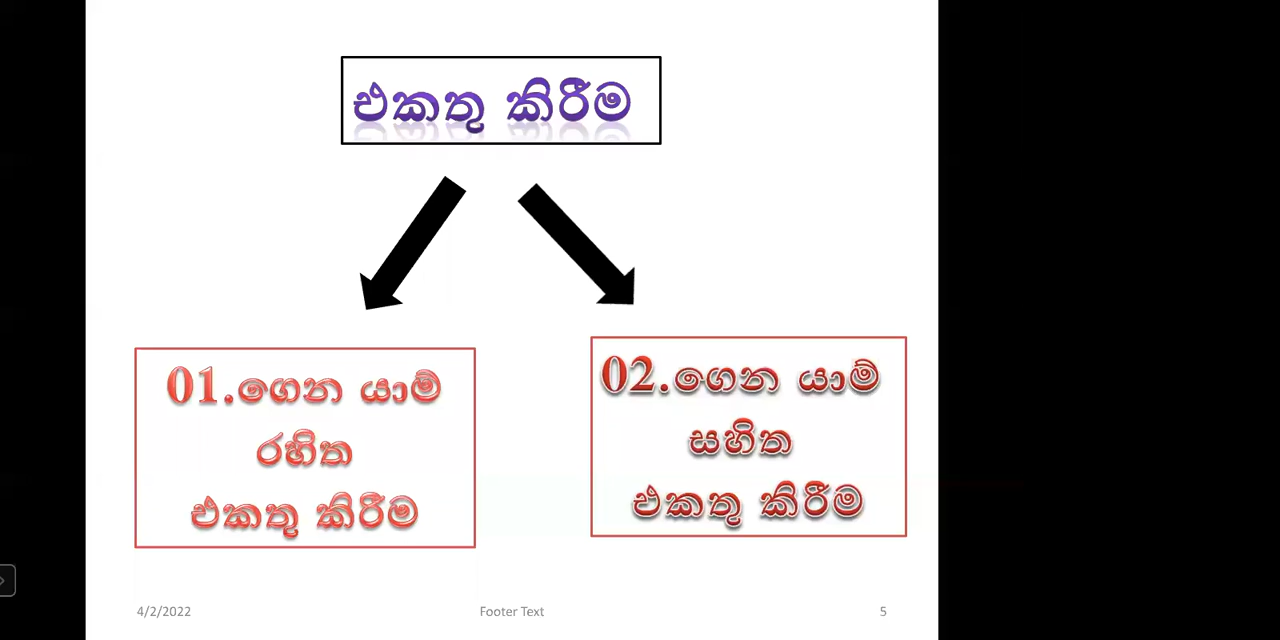 එකතු කිරීම
01.ගෙන යාම්
රහිත
එකතු කිරීම
02.ගෙන යාම්
සහිත
එකතු කිරීම
4/2/2022
Footer Text
5